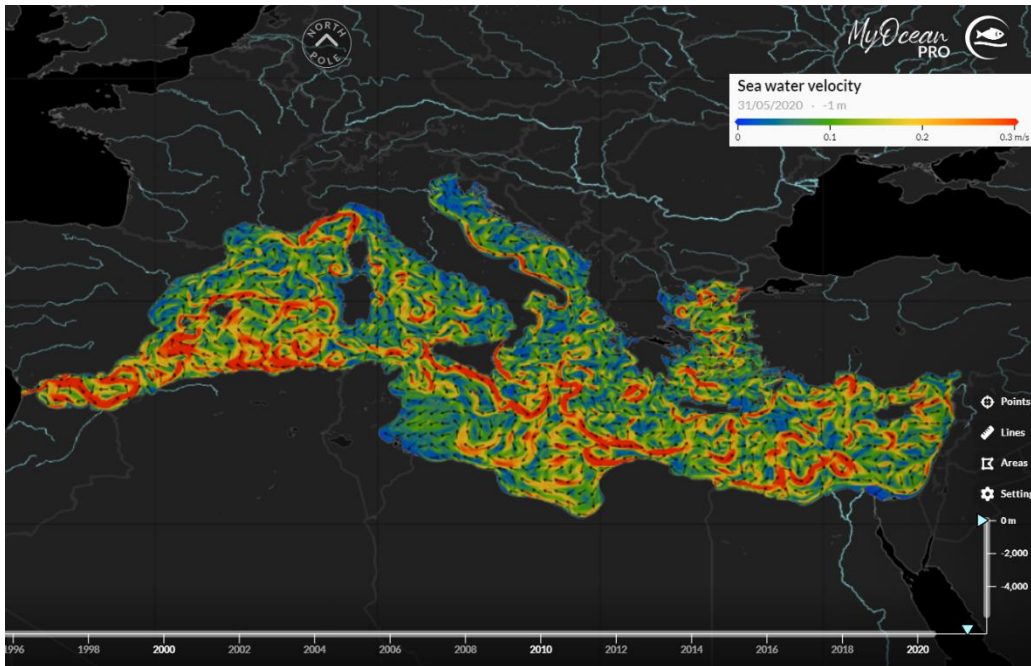 NORTH
POLE
MyOcean
PRO
Sea water velocity
31/05/2020 · -1 m
0 0.1 0.2 0.3 m/s
Points
Lines
Areas
Setting
0 m
-2,000
-4,000
1996 1998 2000 2002 2004 2006 2008 2010 2012 2014 2016 2018 2020